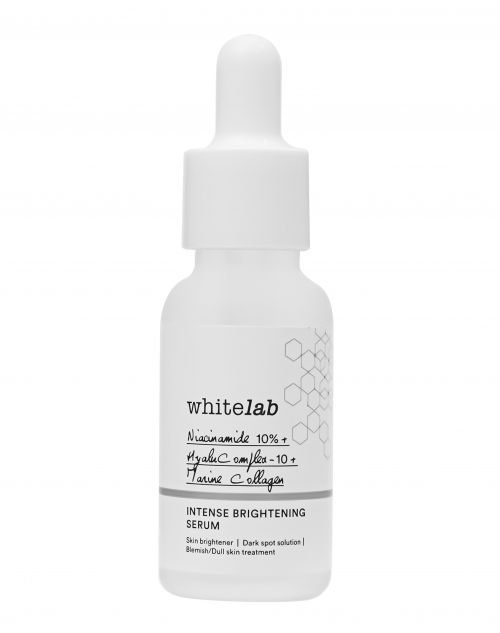 whitelab
Niacinamide 10% +
HyaluComplex-10 +
Marine Collagen
INTENSE BRIGHTENING
SERUM
Skin brightener | Dark spot solution |
Blemish/Dull skin treatment